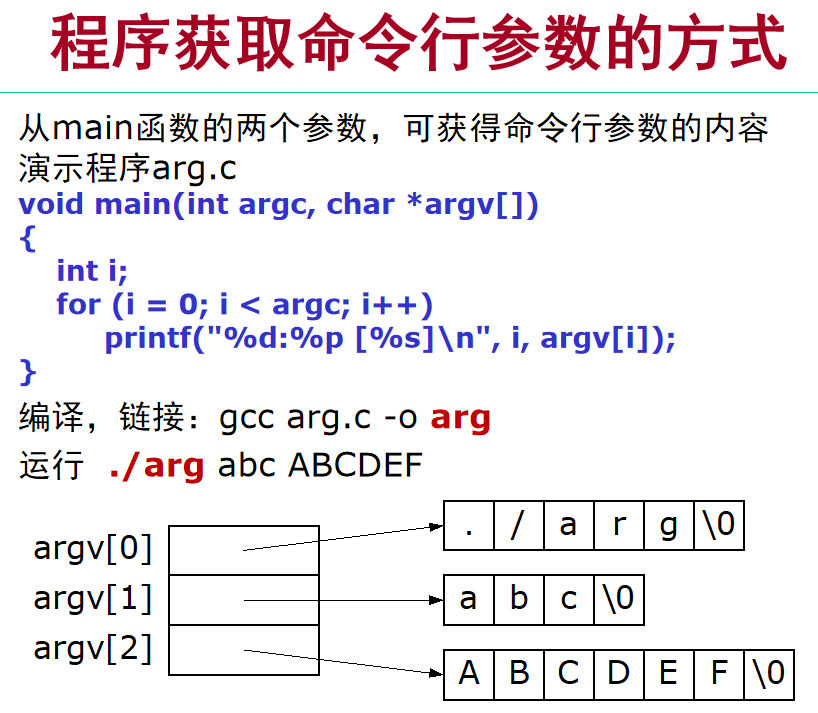 程序获取命令行参数的方式
从main函数的两个参数，可获得命令行参数的内容
演示程序arg.c
void main(int argc, char *argv[])
{
int i;
for (i = 0; i < argc; i++)
printf("%d:%p [%s]\n", i, argv[i]);
}
编译，链接：gcc arg.c -o arg
运行 ./arg abc ABCDEF
argv[0] . / a r g \0
argv[1] a b c \0
argv[2] A B C D E F \0